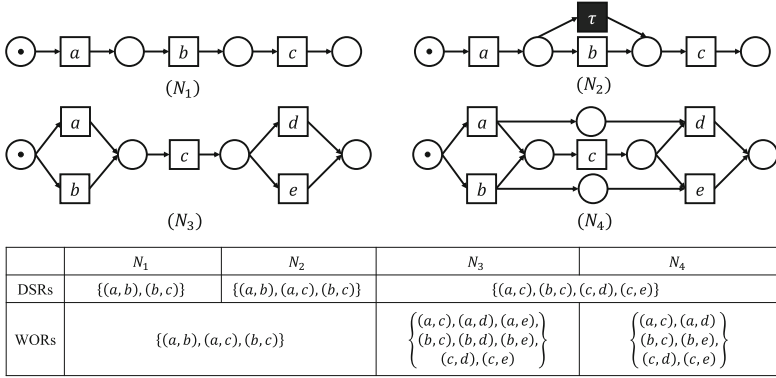 a b c
(N₁)
τ
a b c
(N₂)
a d
c
b e
(N₃)
a d
c
b e
(N₄)
N₁ N₂ N₃ N₄
DSRs {(a, b), (b, c)} {(a, b), (a, c), (b, c)} {(a, c), (b, c), (c, d), (c, e)}
WORs {(a, b), (a, c), (b, c)}
{(a, c), (a, d), (a, e),
(b, c), (b, d), (b, e),
(c, d), (c, e)}
{(a, c), (a, d)
(b, c), (b, e),
(c, d), (c, e)}